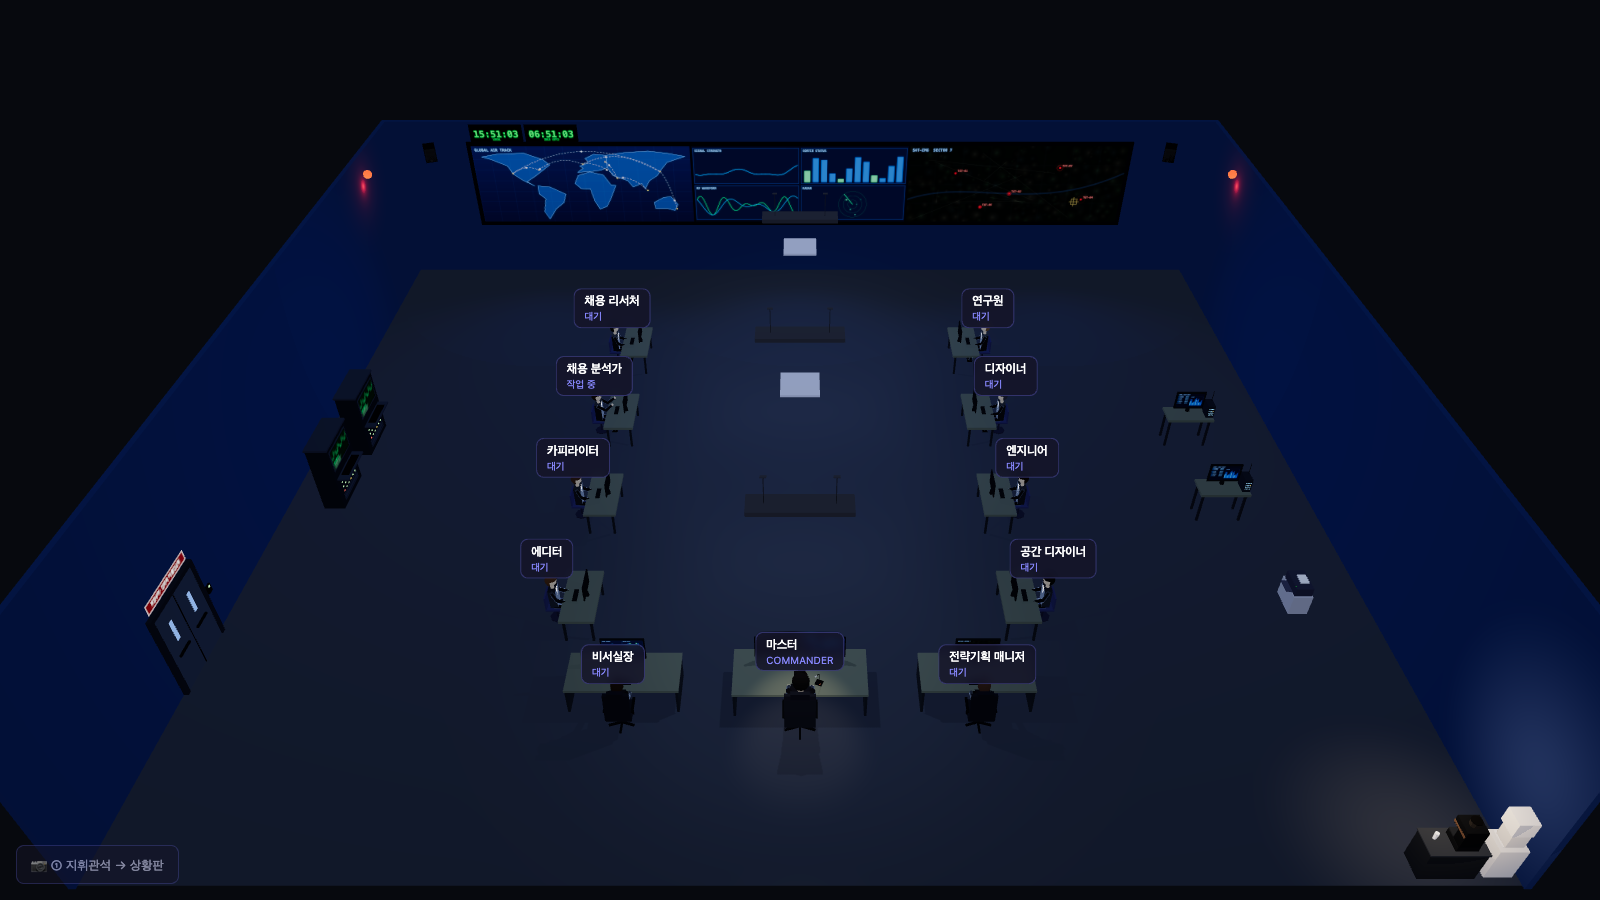 15:51:03 06:51:03
GLOBAL AIR TRACK
채용 리서처
대기
연구원
대기
채용 분석가
작업 중
디자이너
대기
카피라이터
대기
엔지니어
대기
에디터
대기
공간 디자이너
대기
비서실장
대기
마스터
COMMANDER
전략기획 매니저
대기
① 지휘관석 → 상황판